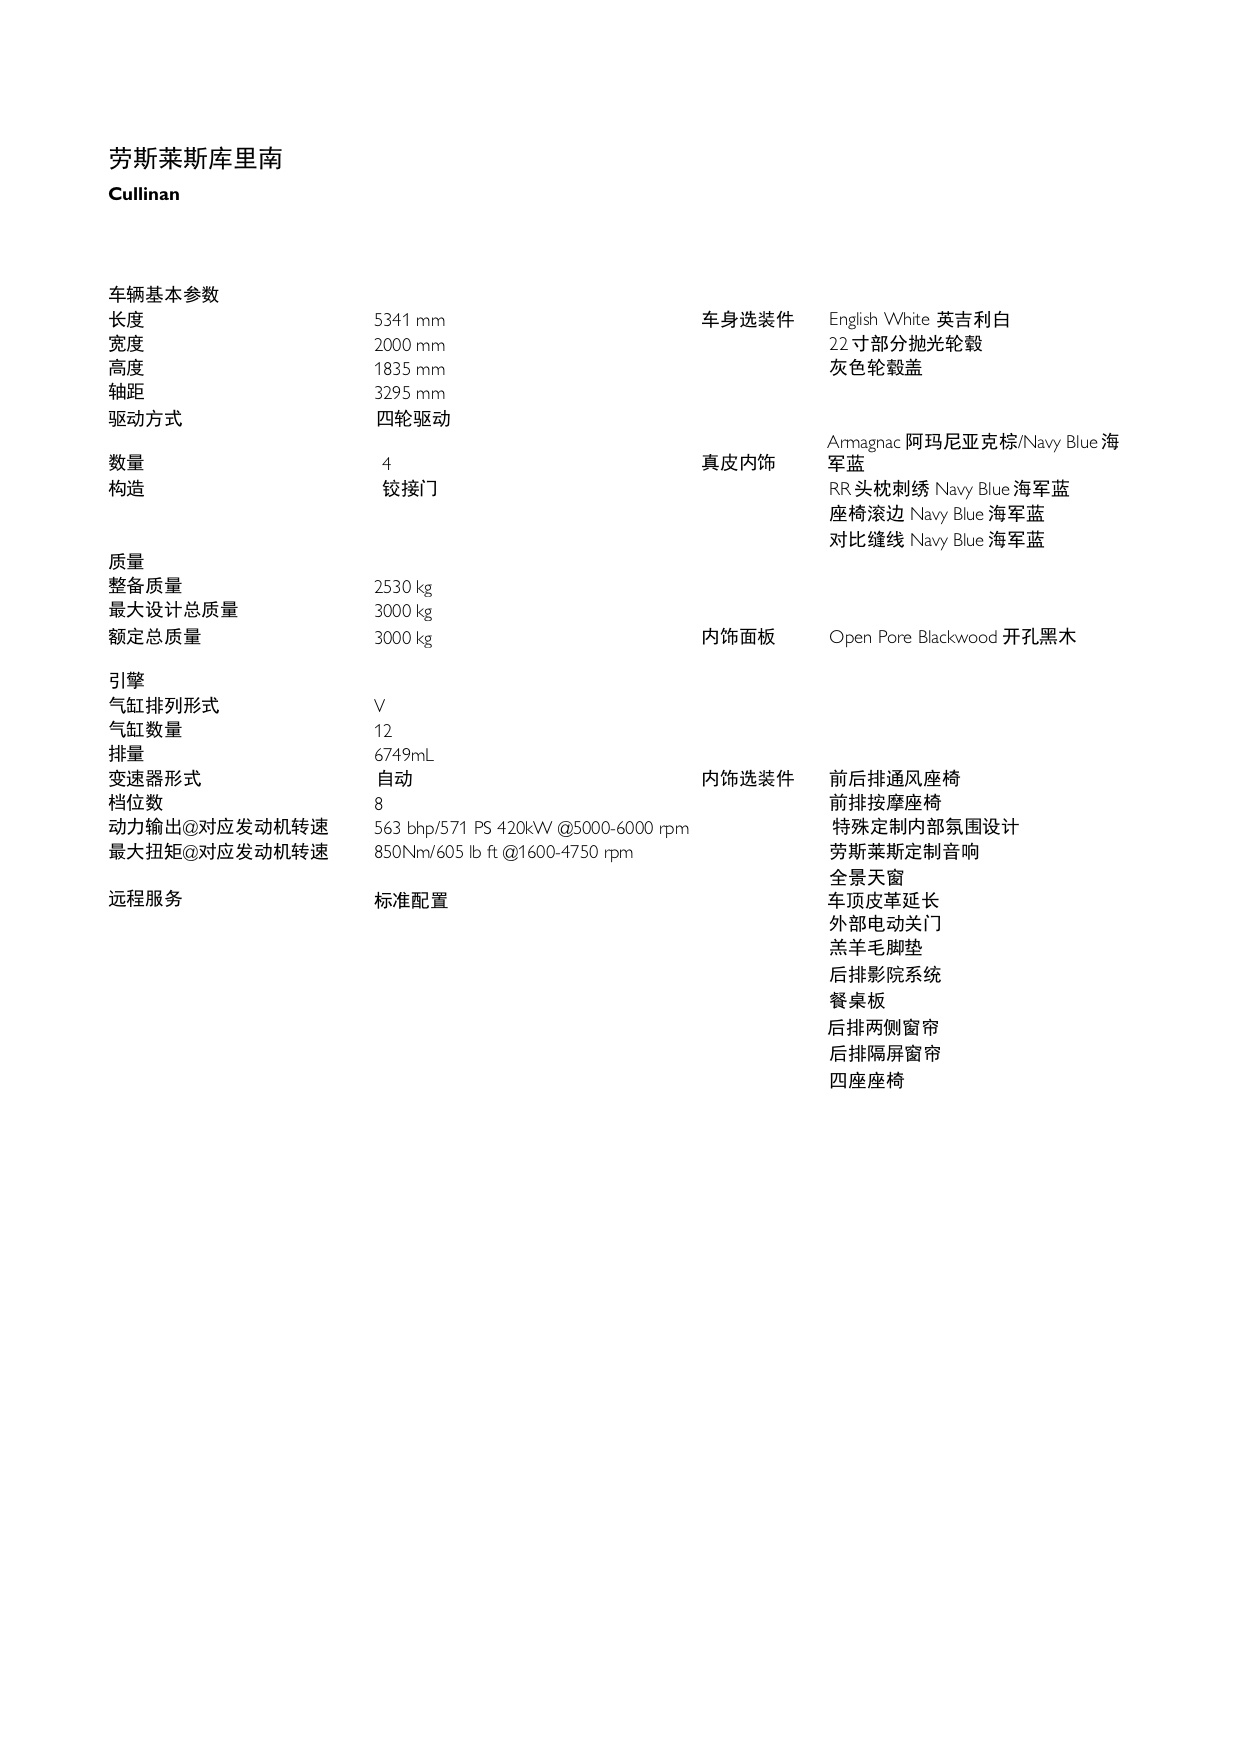 劳斯莱斯库里南
Cullinan
车辆基本参数
长度 5341 mm 车身选装件 English White 英吉利白
宽度 2000 mm 22寸部分抛光轮毂
高度 1835 mm 灰色轮毂盖
轴距 3295 mm
驱动方式 四轮驱动
数量 4 真皮内饰 Armagnac 阿玛尼亚克棕/Navy Blue海
军蓝
构造 铰接门 RR头枕刺绣 Navy Blue海军蓝
座椅滚边 Navy Blue 海军蓝
对比缝线 Navy Blue 海军蓝
质量
整备质量 2530 kg
最大设计总质量 3000 kg
额定总质量 3000 kg 内饰面板 Open Pore Blackwood 开孔黑木
引擎
气缸排列形式 V
气缸数量 12
排量 6749mL
变速器形式 自动 内饰选装件 前后排通风座椅
档位数 8 前排按摩座椅
动力输出@对应发动机转速 563 bhp/571 PS 420kW @5000-6000 rpm 特殊定制内部氛围设计
最大扭矩@对应发动机转速 850Nm/605 lb ft @1600-4750 rpm 劳斯莱斯定制音响
全景天窗
远程服务 标准配置 车顶皮革延长
外部电动关门
羔羊毛脚垫
后排影院系统
餐桌板
后排两侧窗帘
后排隔屏窗帘
四座座椅